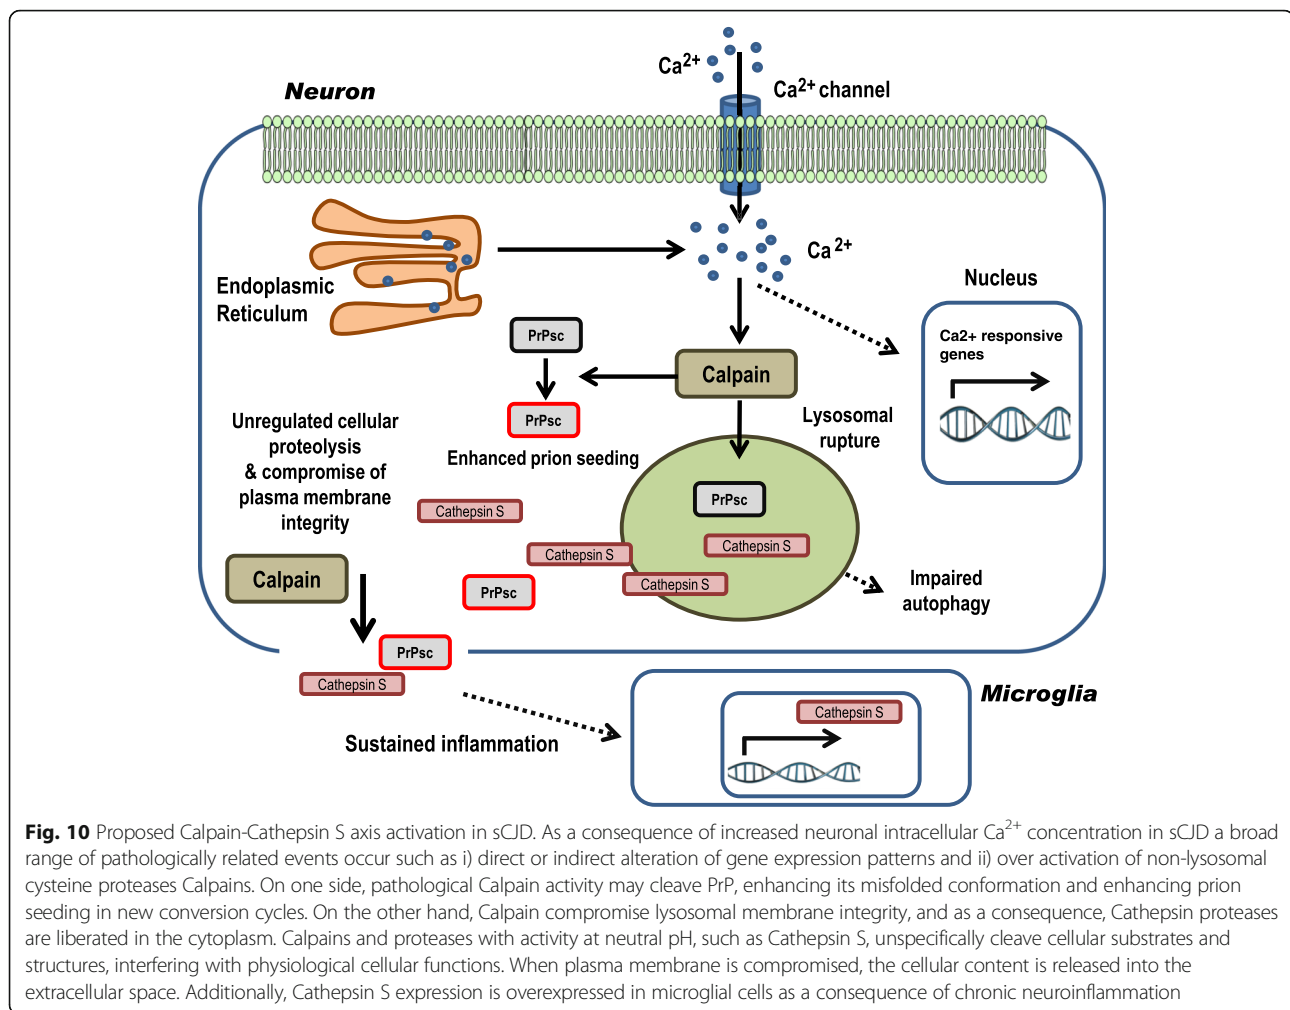 Ca2+
Ca2+ channel
Neuron
Ca 2+
Endoplasmic
Reticulum
Nucleus
Ca2+ responsive
genes
PrPsc
Calpain
PrPsc
Lysosomal
rupture
Enhanced prion seeding
Unregulated cellular
proteolysis
& compromise of
plasma membrane
integrity
PrPsc
Cathepsin S
Cathepsin S
Cathepsin S
Cathepsin S
Calpain
PrPsc
Impaired
autophagy
PrPsc
Cathepsin S
Microglia
Cathepsin S
Sustained inflammation
Fig. 10 Proposed Calpain-Cathepsin S axis activation in sCJD. As a consequence of increased neuronal intracellular Ca2+ concentration in sCJD a broad
range of pathologically related events occur such as i) direct or indirect alteration of gene expression patterns and ii) over activation of non-lysosomal
cysteine proteases Calpains. On one side, pathological Calpain activity may cleave PrP, enhancing its misfolded conformation and enhancing prion
seeding in new conversion cycles. On the other hand, Calpain compromise lysosomal membrane integrity, and as a consequence, Cathepsin proteases
are liberated in the cytoplasm. Calpains and proteases with activity at neutral pH, such as Cathepsin S, unspecifically cleave cellular substrates and
structures, interfering with physiological cellular functions. When plasma membrane is compromised, the cellular content is released into the
extracellular space. Additionally, Cathepsin S expression is overexpressed in microglial cells as a consequence of chronic neuroinflammation